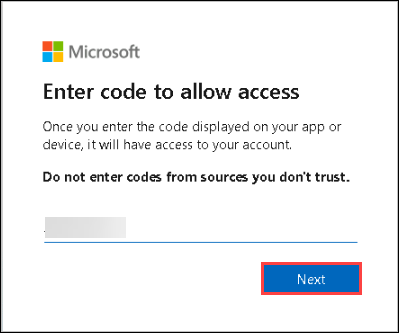 Microsoft
Enter code to allow access
Once you enter the code displayed on your app or
device, it will have access to your account.
Do not enter codes from sources you don't trust.
Next